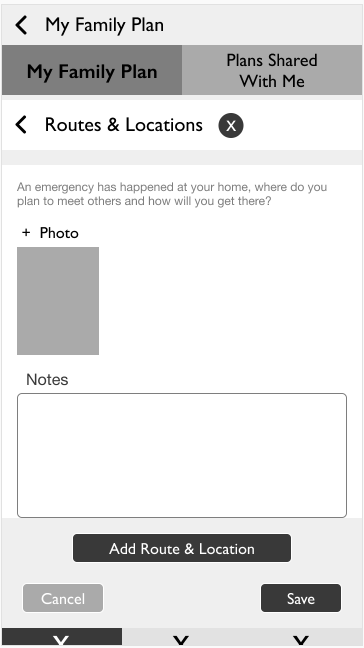 My Family Plan
My Family Plan
Plans Shared
With Me
Routes & Locations
X
An emergency has happened at your home, where do you
plan to meet others and how will you get there?
+ Photo
Notes
Add Route & Location
Cancel
Save